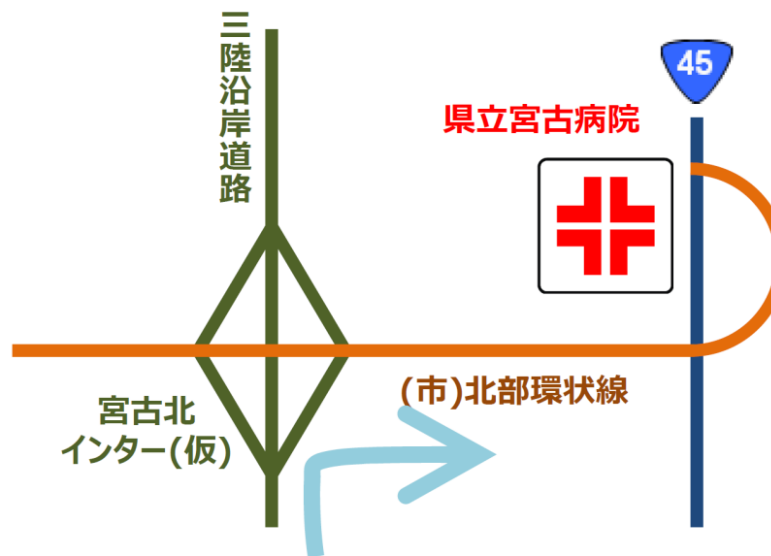 三陸沿岸道路
45
県立宮古病院
(市)北部環状線
宮古北
インター(仮)